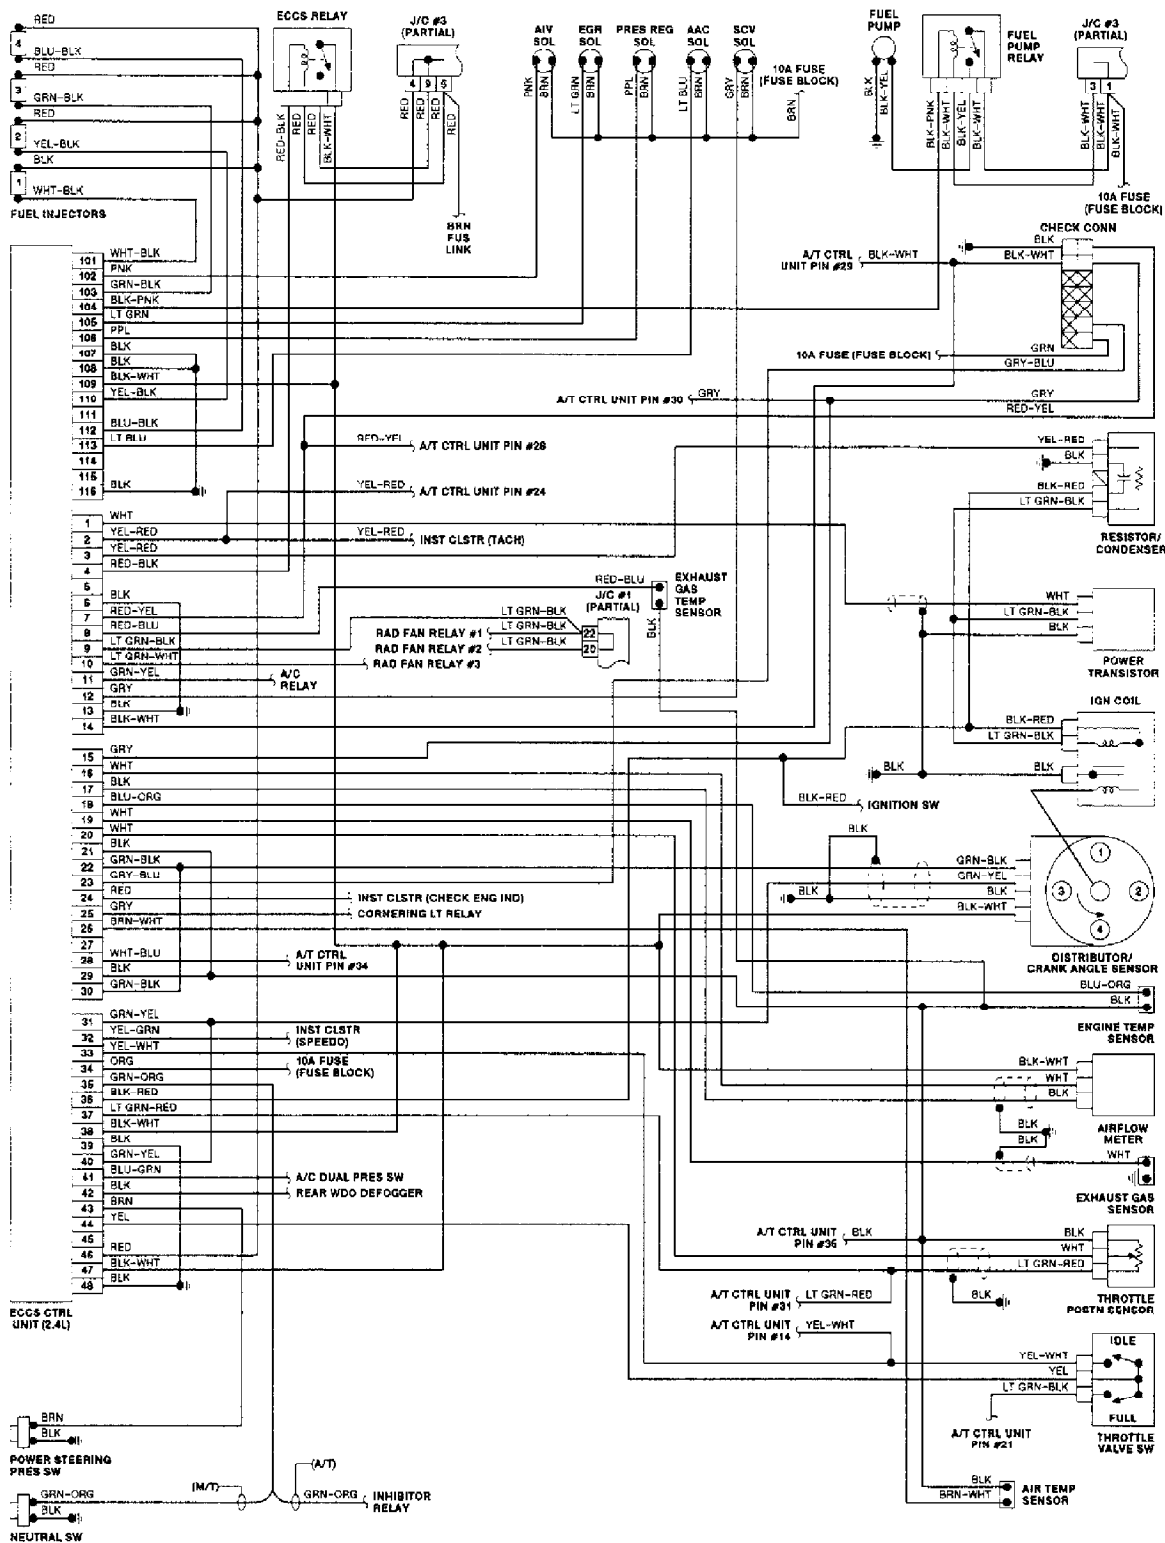 RED
ECCS RELAY
J/C #3
(PARTIAL)
AIV
SOL
EGR
SOL
PRES REG
SOL
AAC
SOL
SCV
SOL
10A FUSE
(FUSE BLOCK)
FUEL
PUMP
FUEL
PUMP
RELAY
J/C #3
(PARTIAL)
4
BLU-BLK
RED
3
GRN-BLK
RED
2
YEL-BLK
BLK
1
WHT-BLK
FUEL INJECTORS
RED-BLK
RED
RED
BLK-WHT
4 9 5
RED
RED
RED
RED
BRN
FUS
LINK
PNK
BRN
LT GRN
BRN
PPL
BRN
LT BLU
BRN
GRY
BRN
BRN
BLK
BLK-YEL
BLK-PNK
BLK-WHT
BLK-YEL
BLK-WHT
3 1
BLK-WHT
BLK-WHT
BLK-WHT
10A FUSE
(FUSE BLOCK)
CHECK CONN
BLK
BLK-WHT
A/T CTRL
UNIT PIN #29
BLK-WHT
10A FUSE (FUSE BLOCK)
GRN
GRY-BLU
A/T CTRL UNIT PIN #30
GRY
GRY
RED-YEL
101 WHT-BLK
102 PNK
103 GRN-BLK
104 BLK-PNK
105 LT GRN
106 PPL
107 BLK
108 BLK
109 BLK-WHT
110 YEL-BLK
111
112 BLU-BLK
113 LT BLU
114
115
116 BLK
RED-YEL
A/T CTRL UNIT PIN #28
YEL-RED
A/T CTRL UNIT PIN #24
YEL-RED
INST CLSTR (TACH)
YEL-RED
BLK
BLK-RED
LT GRN-BLK
RESISTOR/
CONDENSER
1 WHT
2 YEL-RED
3 YEL-RED
4 RED-BLK
5
6 BLK
7 RED-YEL
8 RED-BLU
9 LT GRN-BLK
10 LT GRN-WHT
11 GRN-YEL
12 GRY
13 BLK
14 BLK-WHT
RED-BLU
EXHAUST
GAS
TEMP
SENSOR
BLK
J/C #1
(PARTIAL)
LT GRN-BLK
RAD FAN RELAY #1
LT GRN-BLK
22
RAD FAN RELAY #2
LT GRN-BLK
20
RAD FAN RELAY #3
A/C
RELAY
WHT
LT GRN-BLK
BLK
POWER
TRANSISTOR
IGN COIL
BLK-RED
LT GRN-BLK
BLK
BLK
BLK-RED
IGNITION SW
15 GRY
16 WHT
17 BLK
18 BLU-ORG
19 WHT
20 WHT
21 BLK
22 GRN-BLK
23 GRY-BLU
24 RED
25 GRY
26 BRN-WHT
27
28 WHT-BLU
29 BLK
30 GRN-BLK
INST CLSTR (CHECK ENG IND)
CORNERING LT RELAY
A/T CTRL
UNIT PIN #34
BLK
BLK
GRN-BLK
GRN-YEL
BLK
BLK-WHT
1
2
3
4
DISTRIBUTOR/
CRANK ANGLE SENSOR
BLU-ORG
BLK
ENGINE TEMP
SENSOR
31 GRN-YEL
32 YEL-GRN
33 YEL-WHT
34 ORG
35 GRN-ORG
36 BLK-RED
37 LT GRN-RED
38 BLK-WHT
39 BLK
40 GRN-YEL
41 BLU-GRN
42 BLK
43 BRN
44 YEL
45
46 RED
47 BLK-WHT
48 BLK
ECCS CTRL
UNIT (2.4L)
INST CLSTR
(SPEEDO)
10A FUSE
(FUSE BLOCK)
A/C DUAL PRES SW
REAR WDO DEFOGGER
BLK-WHT
WHT
BLK
AIRFLOW
METER
BLK
BLK
WHT
EXHAUST GAS
SENSOR
A/T CTRL UNIT
PIN #35
BLK
BLK
WHT
LT GRN-RED
A/T CTRL UNIT
PIN #31
LT GRN-RED
BLK
THROTTLE
POSTN SENSOR
A/T CTRL UNIT
PIN #14
YEL-WHT
IDLE
YEL-WHT
YEL
LT GRN-BLK
FULL
THROTTLE
VALVE SW
A/T CTRL UNIT
PIN #21
BRN
BLK
POWER STEERING
PRES SW
(M/T)
(A/T)
GRN-ORG
BLK
NEUTRAL SW
GRN-ORG
INHIBITOR
RELAY
BLK
BRN-WHT
AIR TEMP
SENSOR